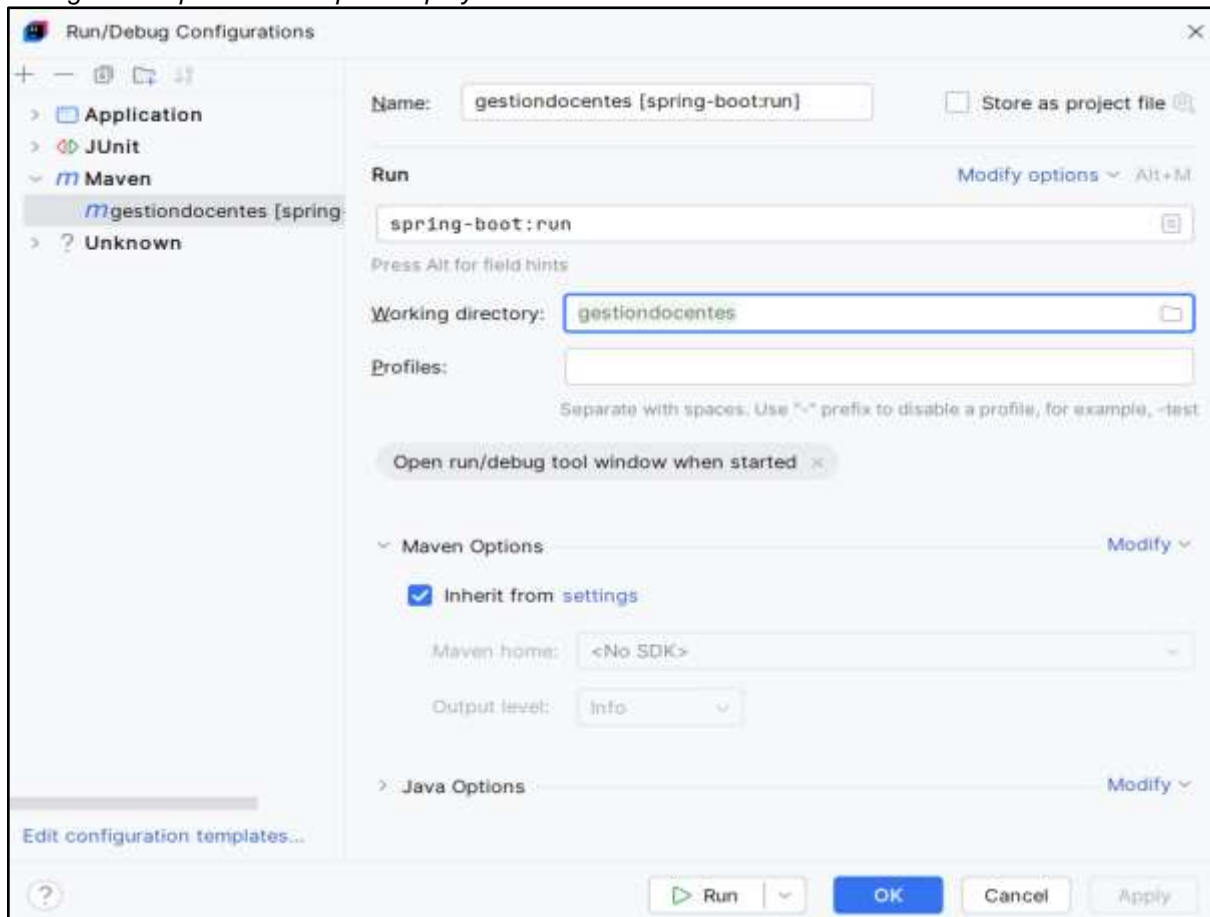 Run/Debug Configurations
Application
JUnit
Maven
gestiondocentes [spring
Unknown
Edit configuration templates...
Name: gestiondocentes [spring-boot:run] Store as project file
Run Modify options Alt+M
spring-boot:run
Press Alt for field hints
Working directory: gestiondocentes
Profiles:
Separate with spaces. Use "-" prefix to disable a profile, for example, -test
Open run/debug tool window when started
Maven Options Modify
Inherit from settings
Maven home: <No SDK>
Output level: Info
Java Options Modify
? Run OK Cancel Apply